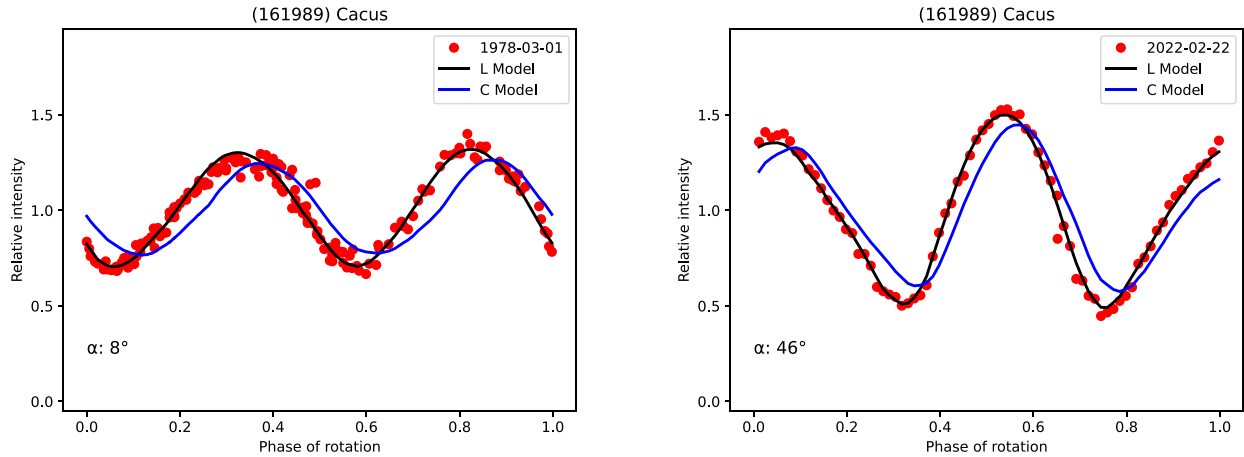 (161989) Cacus
1978-03-01
L Model
C Model
1.5
1.0
0.5
0.0
Relative intensity
α: 8°
0.0 0.2 0.4 0.6 0.8 1.0
Phase of rotation
(161989) Cacus
2022-02-22
L Model
C Model
1.5
1.0
0.5
0.0
Relative intensity
α: 46°
0.0 0.2 0.4 0.6 0.8 1.0
Phase of rotation